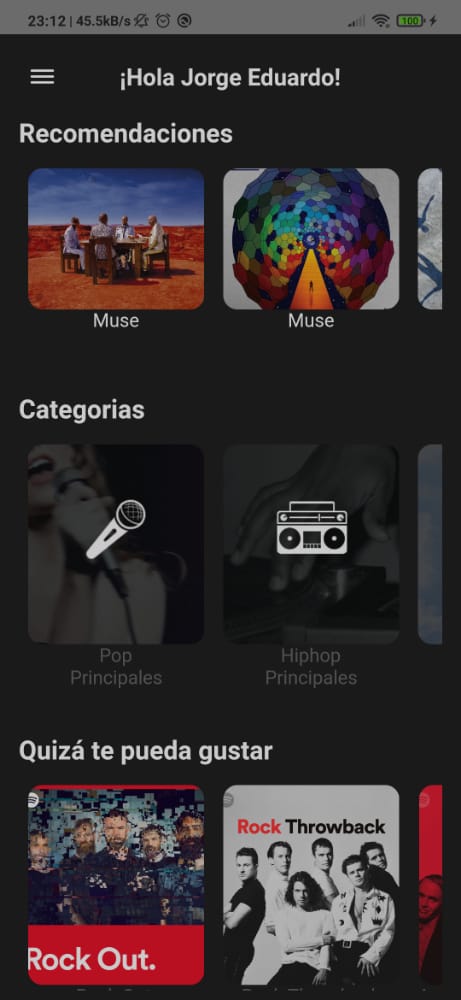 23:12 | 45.5kB/s
100
¡Hola Jorge Eduardo!
Recomendaciones
Muse
Muse
Categorias
Pop
Principales
Hiphop
Principales
Quizá te pueda gustar
Rock Out.
Rock Throwback